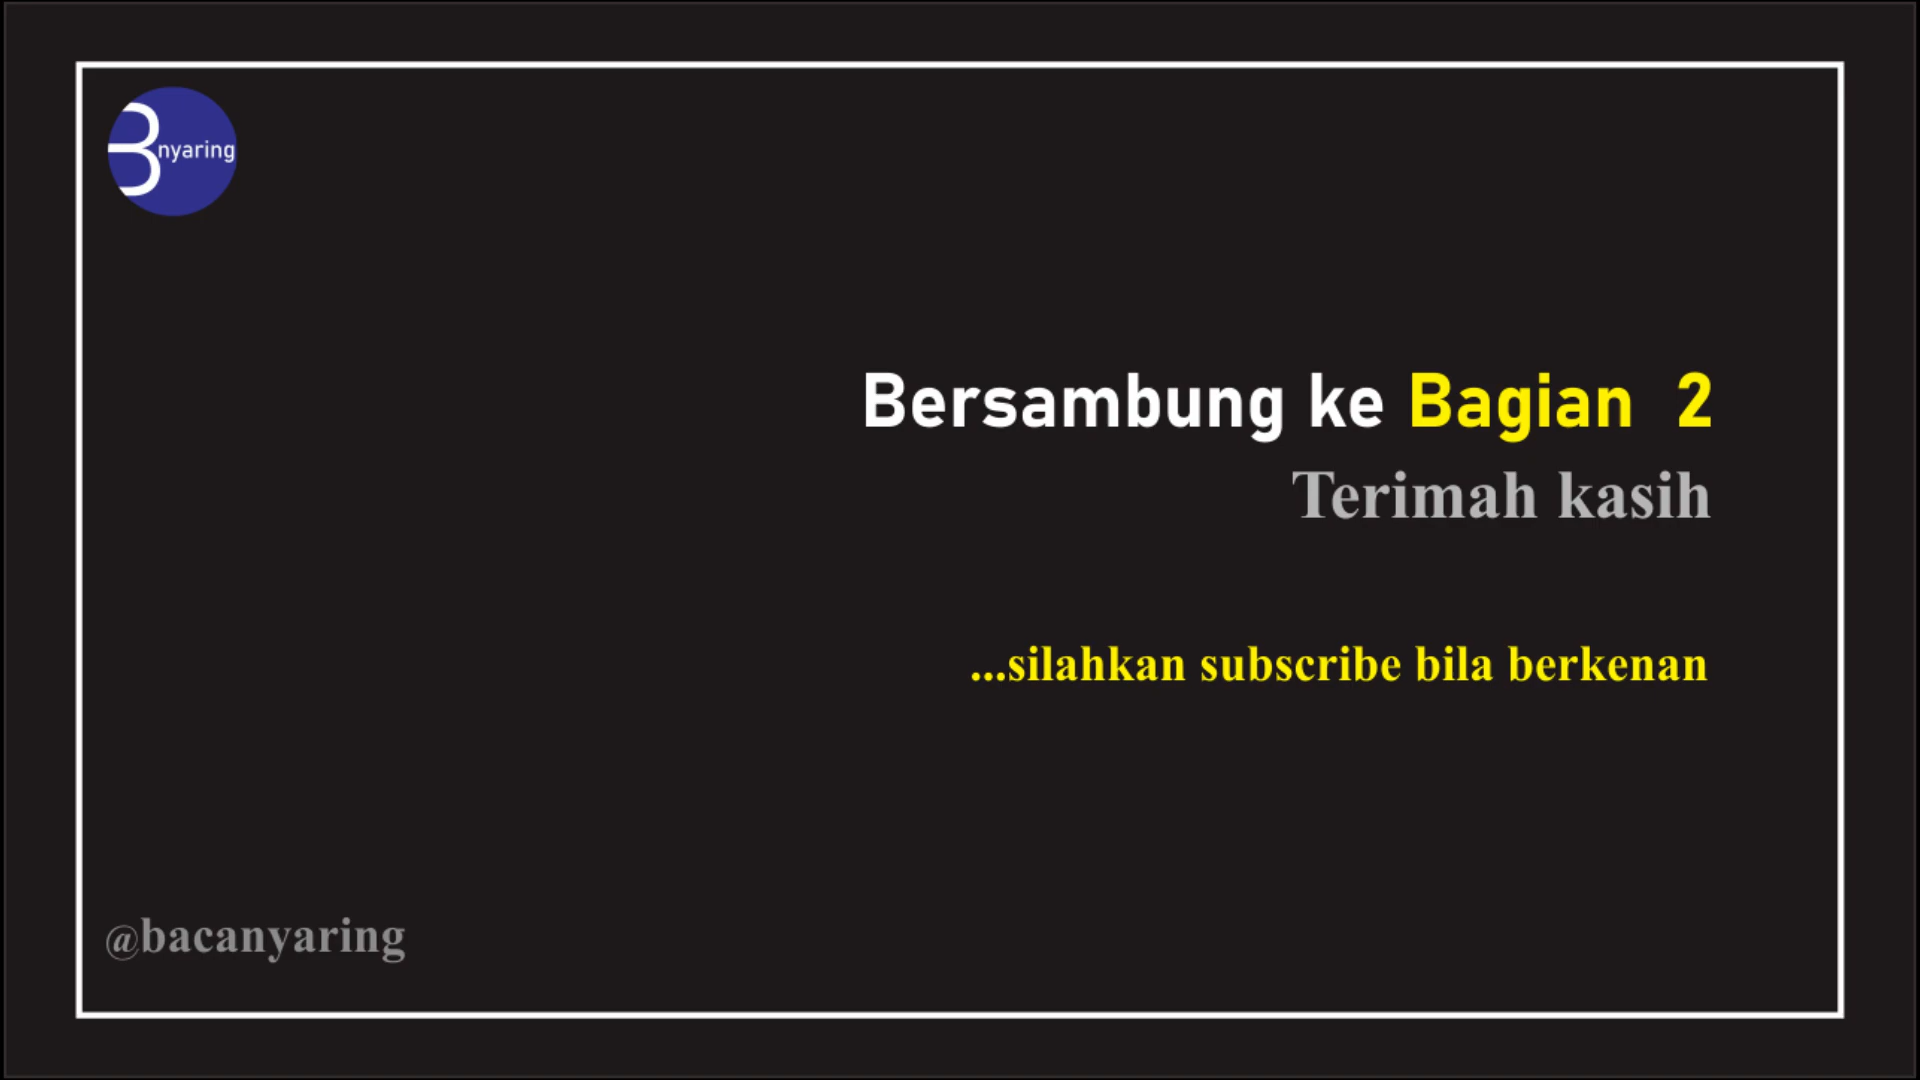 Bnyaring
Bersambung ke Bagian 2
Terimah kasih
...silahkan subscribe bila berkenan
@bacanyaring